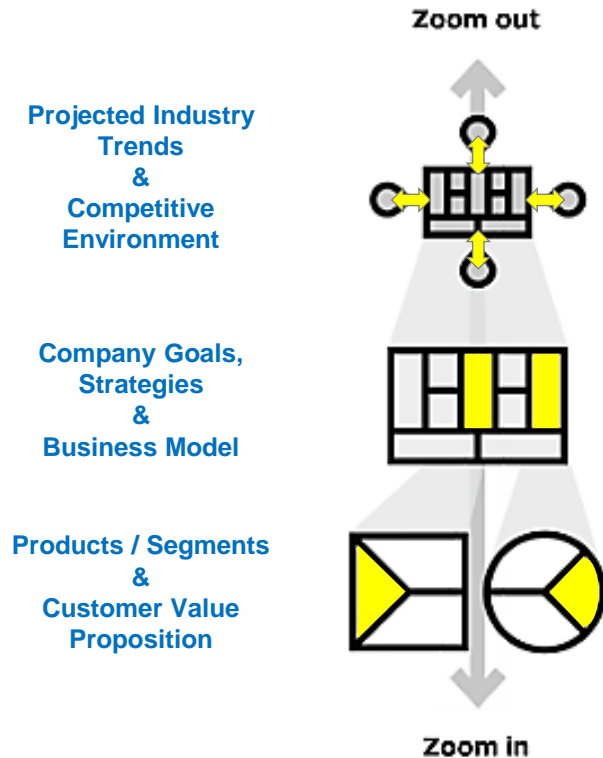 Zoom out
Projected Industry
Trends
&
Competitive
Environment
Company Goals,
Strategies
&
Business Model
Products / Segments
&
Customer Value
Proposition
Zoom in